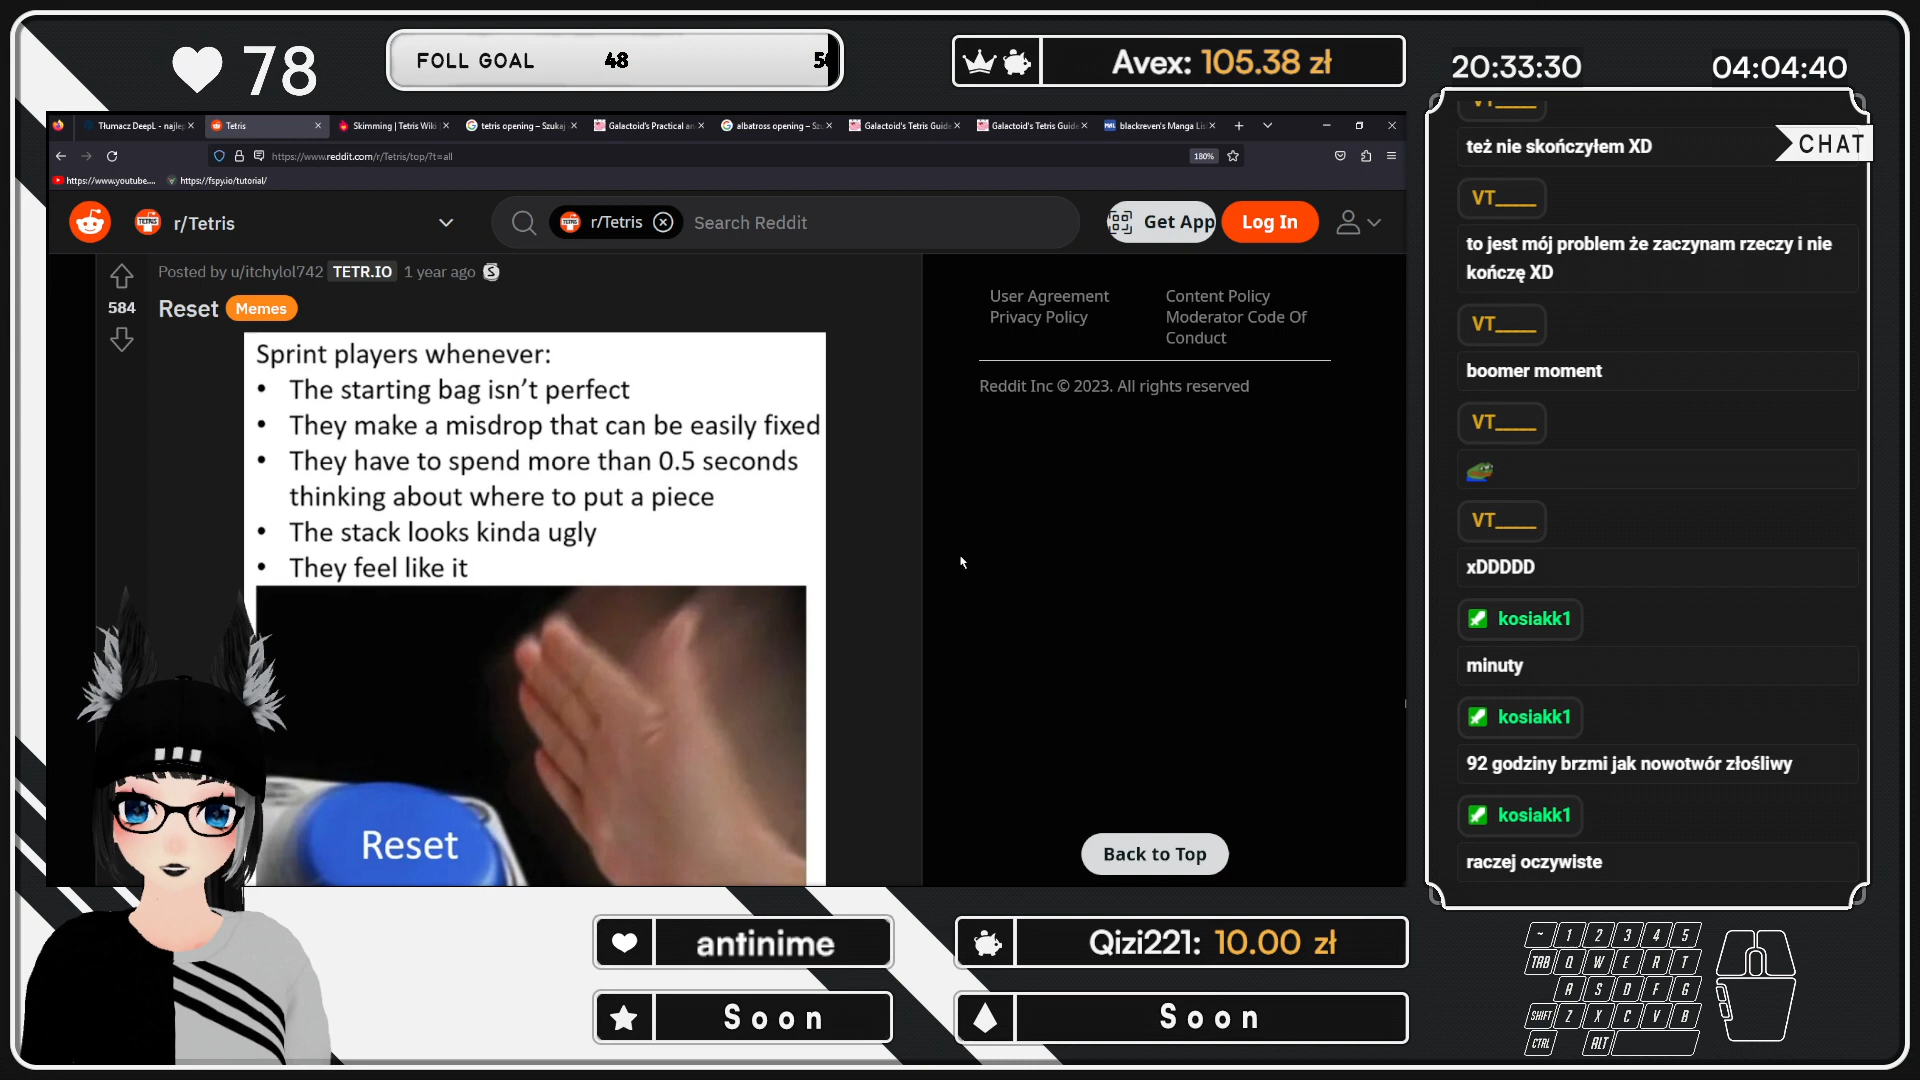 78
FOLL GOAL 48
Avex: 105.38 zł
20:33:30
04:04:40
Tłumacz DeepL - najle
Tetris
Skimming | Tetris Wiki
tetris opening – Szukaj
Galactoid's Practical an
albatross opening – Szu
Galactoid's Tetris Guide
Galactoid's Tetris Guide
blackreven's Manga Lis
https://www.reddit.com/r/Tetris/top/?t=all
180%
https://www.youtube....
https://fspy.io/tutorial/
r/Tetris
r/Tetris
Search Reddit
Get App
Log In
Posted by u/itchylol742 TETR.IO 1 year ago
584
Reset Memes
Sprint players whenever:
• The starting bag isn't perfect
• They make a misdrop that can be easily fixed
• They have to spend more than 0.5 seconds
thinking about where to put a piece
• The stack looks kinda ugly
• They feel like it
Reset
User Agreement
Privacy Policy
Content Policy
Moderator Code Of
Conduct
Reddit Inc © 2023. All rights reserved
Back to Top
CHAT
też nie skończyłem XD
VT_____
to jest mój problem że zaczynam rzeczy i nie
kończę XD
VT_____
boomer moment
VT_____
VT_____
xDDDDD
kosiakk1
minuty
kosiakk1
92 godziny brzmi jak nowotwór złośliwy
kosiakk1
raczej oczywiste
antinime
Qizi221: 10.00 zł
Soon
Soon
~ 1 2 3 4 5
TAB Q W E R T
A S D F G
SHIFT Z X C V B
CTRL ALT